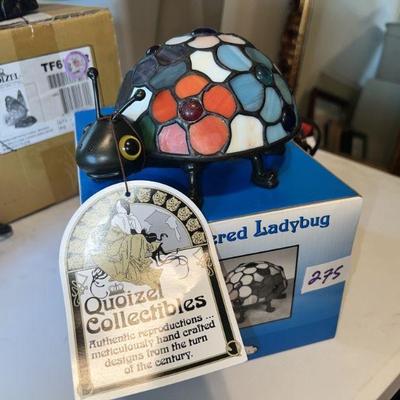 TF6
Quoizel
Collectibles
Authentic reproductions ...
meticulously hand crafted
designs from the turn
of the century.
ered Ladybug
275